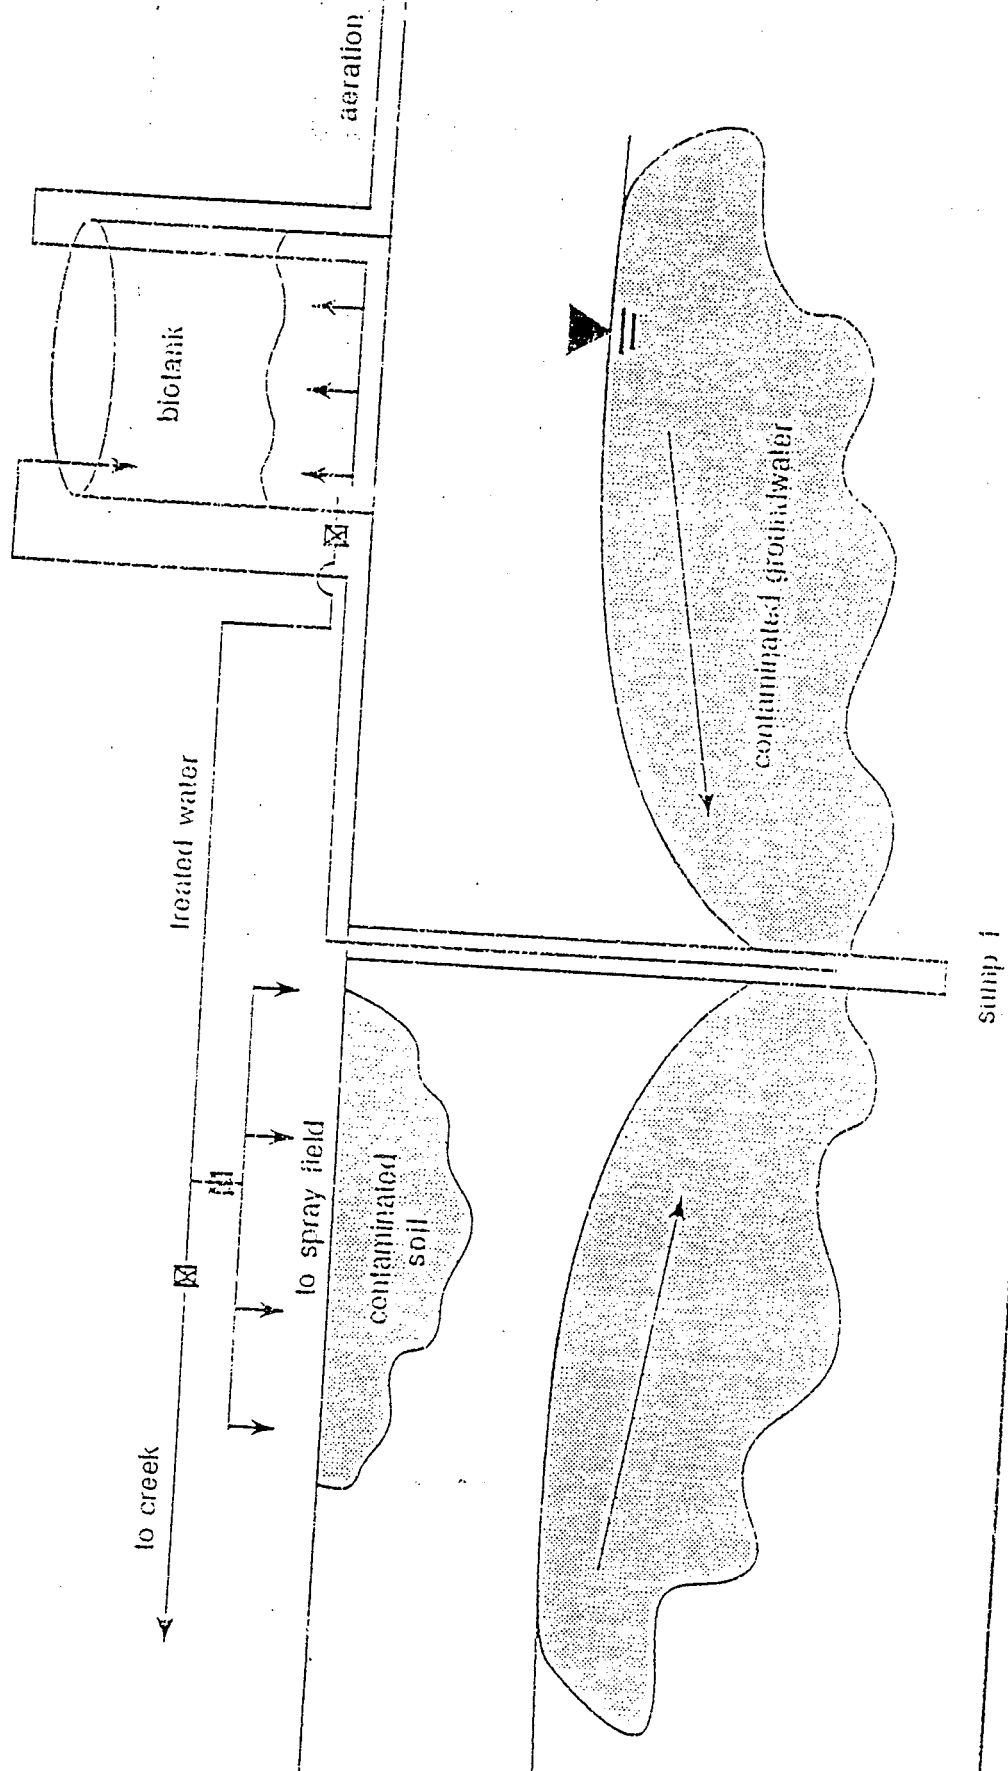 aeration
biotank
treated water
to creek
to spray field
contaminated
soil
contaminated groundwater
sump 1